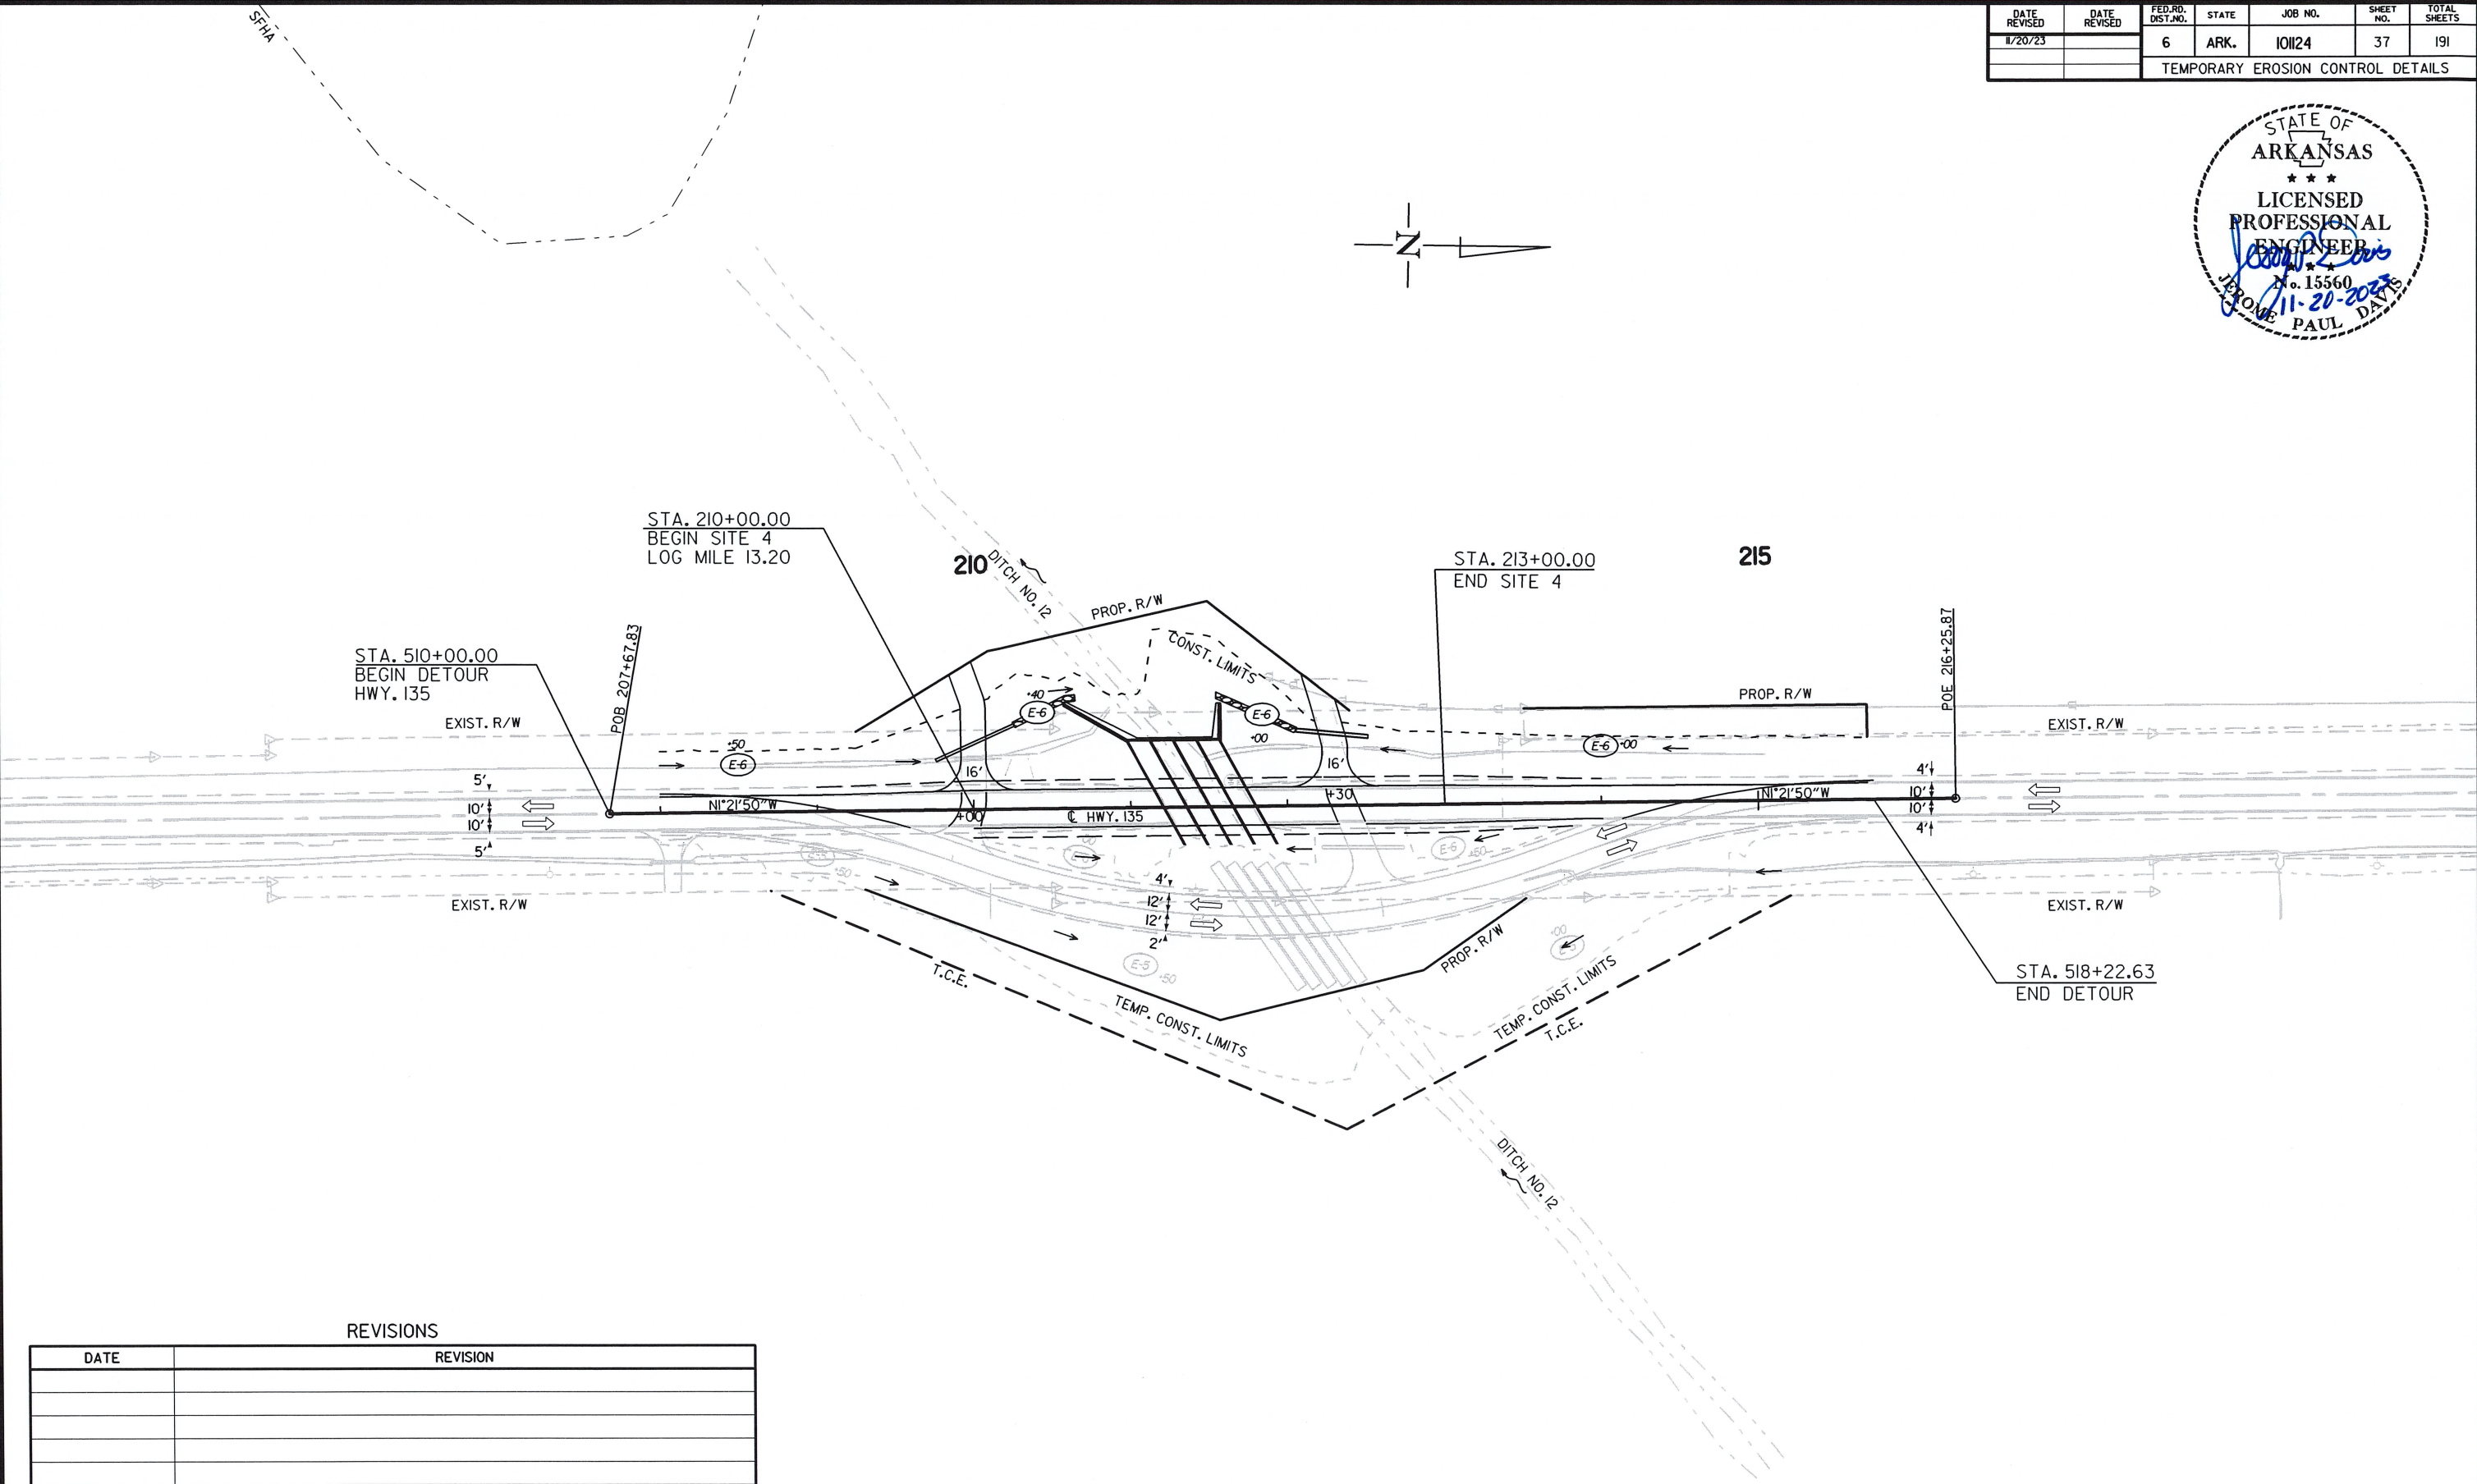 DATE REVISED
DATE REVISED
FED.RD. DIST.NO.
STATE
JOB NO.
SHEET NO.
TOTAL SHEETS
11/20/23
6
ARK.
101124
37
191
TEMPORARY EROSION CONTROL DETAILS
STATE OF
ARKANSAS
★ ★ ★
LICENSED
PROFESSIONAL
ENGINEER
★ ★ ★
No. 15560
11-20-2023
JEROME PAUL DAVIS
SFHA
N
STA. 210+00.00
BEGIN SITE 4
LOG MILE 13.20
210
DITCH NO. 12
STA. 213+00.00
END SITE 4
215
PROP. R/W
CONST. LIMITS
POB 207+67.83
POE 216+25.87
STA. 510+00.00
BEGIN DETOUR
HWY. 135
EXIST. R/W
PROP. R/W
EXIST. R/W
+40
E-6
E-6
+00
+50
E-6
E-6
+00
16'
16'
5'
10'
10'
5'
N1°21'50"W
+00
℄ HWY. 135
+30
N1°21'50"W
4'
10'
10'
4'
E-6
+50
E-5
+50
4'
12'
12'
2'
EXIST. R/W
EXIST. R/W
E-5
+50
+00
E-5
PROP. R/W
T.C.E.
TEMP. CONST. LIMITS
TEMP. CONST. LIMITS
T.C.E.
STA. 518+22.63
END DETOUR
DITCH NO. 12
REVISIONS
DATE
REVISION